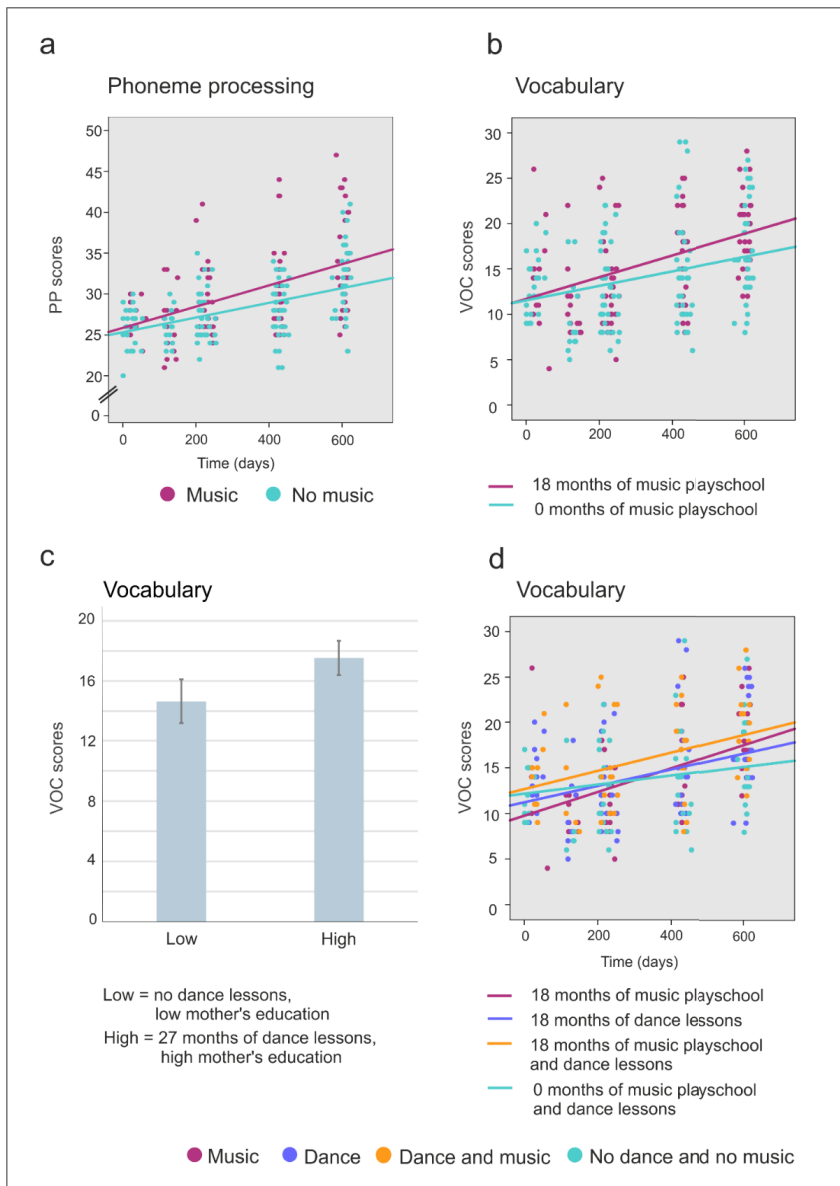 a
Phoneme processing
50
45
40
35
30
25
20
0
PP scores
0 200 400 600
Time (days)
Music No music
b
Vocabulary
30
25
20
15
10
5
0
VOC scores
0 200 400 600
18 months of music playschool
0 months of music playschool
c
Vocabulary
20
16
14
12
8
4
0
VOC scores
Low High
Low = no dance lessons,
low mother's education
High = 27 months of dance lessons,
high mother's education
d
Vocabulary
30
25
20
15
10
5
0
VOC scores
0 200 400 600
Time (days)
18 months of music playschool
18 months of dance lessons
18 months of music playschool
and dance lessons
0 months of music playschool
and dance lessons
Music Dance Dance and music No dance and no music